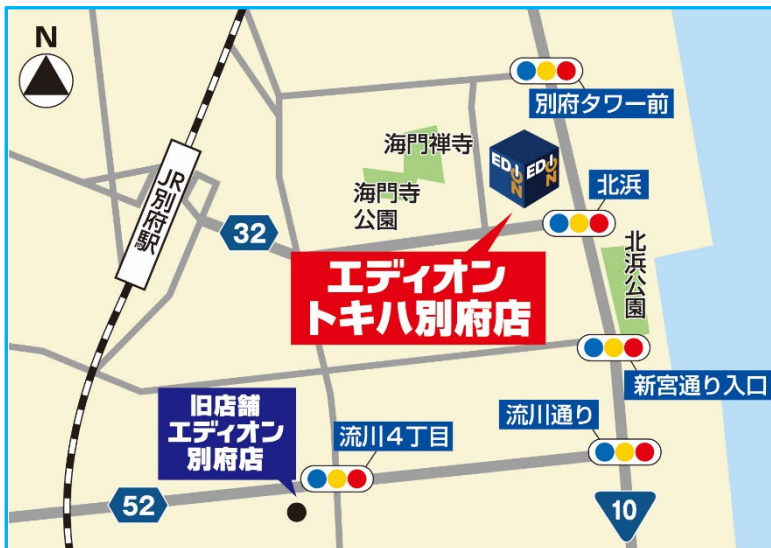 N
別府タワー前
海門禅寺
EDION
EDION
北浜
JR別府駅
海門寺
公園
32
北浜公園
エディオン
トキハ別府店
新宮通り入口
旧店舗
エディオン
別府店
流川4丁目
流川通り
52
10